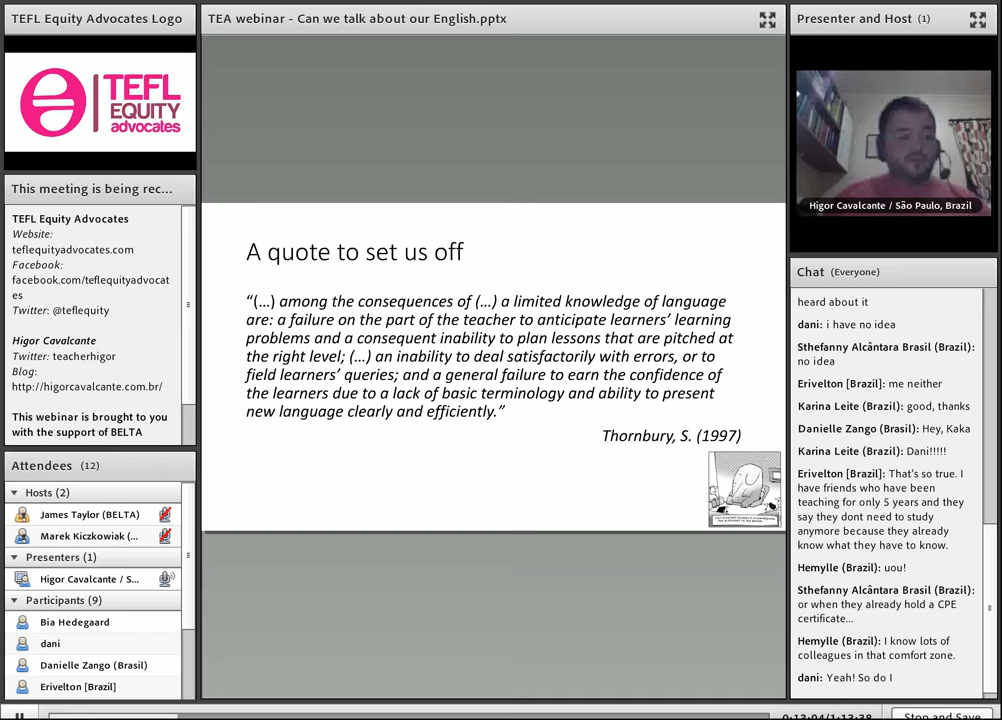 TEFL Equity Advocates Logo
TEFL
EQUITY
advocates
This meeting is being rec...
TEFL Equity Advocates
Website:
teflequityadvocates.com
Facebook:
facebook.com/teflequityadvocat
es
Twitter: @teflequity
Higor Cavalcante
Twitter: teacherhigor
Blog:
http://higorcavalcante.com.br/
This webinar is brought to you
with the support of BELTA
Attendees (12)
Hosts (2)
James Taylor (BELTA)
Marek Kiczkowiak (...
Presenters (1)
Higor Cavalcante / S...
Participants (9)
Bia Hedegaard
dani
Danielle Zango (Brasil)
Erivelton [Brazil]
TEA webinar - Can we talk about our English.pptx
A quote to set us off
“(...) among the consequences of (...) a limited knowledge of language
are: a failure on the part of the teacher to anticipate learners’ learning
problems and a consequent inability to plan lessons that are pitched at
the right level; (...) an inability to deal satisfactorily with errors, or to
field learners’ queries; and a general failure to earn the confidence of
the learners due to a lack of basic terminology and ability to present
new language clearly and efficiently.”
Thornbury, S. (1997)
Presenter and Host (1)
Higor Cavalcante / São Paulo, Brazil
Chat (Everyone)
heard about it
dani: i have no idea
Sthefanny Alcântara Brasil (Brazil):
no idea
Erivelton [Brazil]: me neither
Karina Leite (Brazil): good, thanks
Danielle Zango (Brasil): Hey, Kaka
Karina Leite (Brazil): Dani!!!!!
Erivelton [Brazil]: That's so true. I
have friends who have been
teaching for only 5 years and they
say they dont need to study
anymore because they already
know what they have to know.
Hemylle (Brazil): uou!
Sthefanny Alcântara Brasil (Brazil):
or when they already hold a CPE
certificate...
Hemylle (Brazil): I know lots of
colleagues in that comfort zone.
dani: Yeah! So do I
0:13:04/1:13:38
Stop and Save